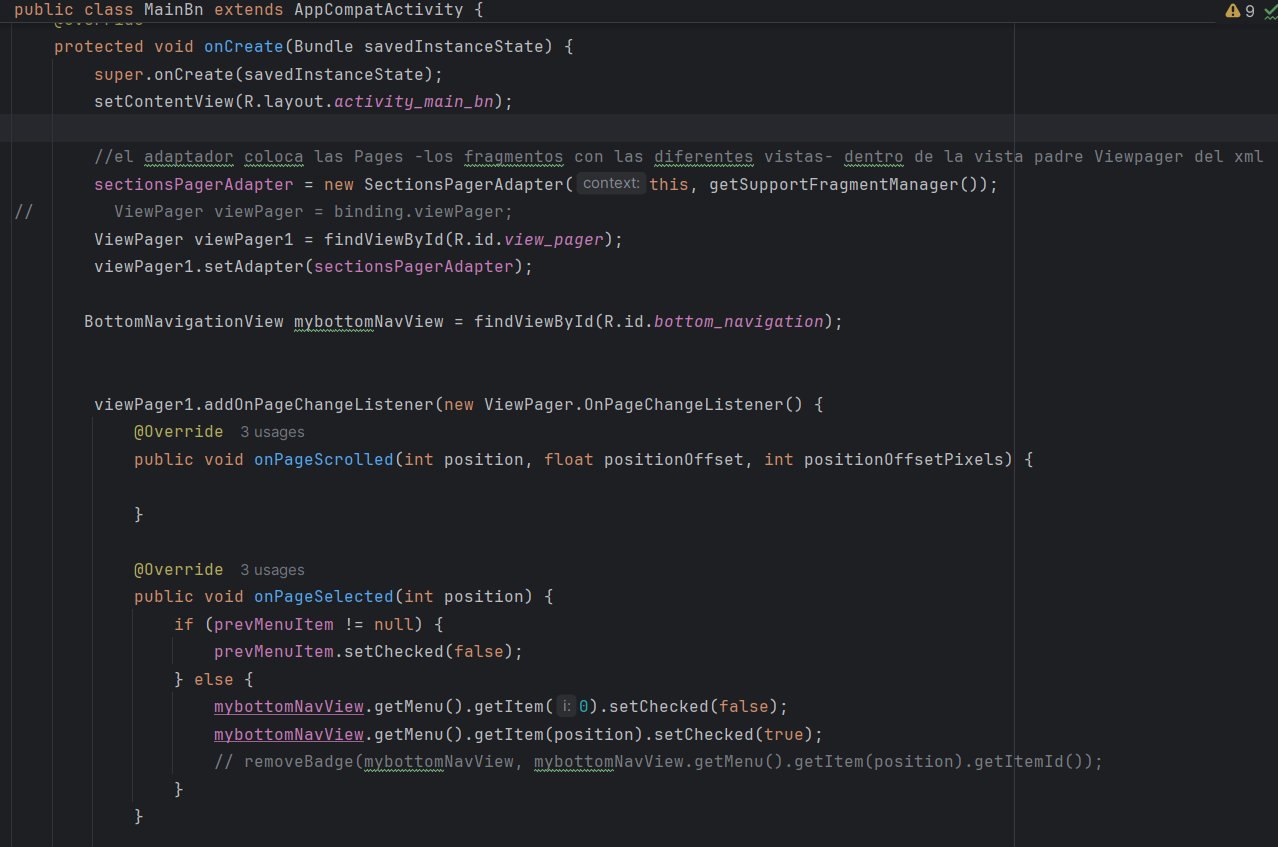 public class MainBn extends AppCompatActivity {
9
@Override
protected void onCreate(Bundle savedInstanceState) {
super.onCreate(savedInstanceState);
setContentView(R.layout.activity_main_bn);
//el adaptador coloca las Pages -los fragmentos con las diferentes vistas- dentro de la vista padre Viewpager del xml
sectionsPagerAdapter = new SectionsPagerAdapter( context: this, getSupportFragmentManager());
// ViewPager viewPager = binding.viewPager;
ViewPager viewPager1 = findViewById(R.id.view_pager);
viewPager1.setAdapter(sectionsPagerAdapter);
BottomNavigationView mybottomNavView = findViewById(R.id.bottom_navigation);
viewPager1.addOnPageChangeListener(new ViewPager.OnPageChangeListener() {
@Override 3 usages
public void onPageScrolled(int position, float positionOffset, int positionOffsetPixels) {
}
@Override 3 usages
public void onPageSelected(int position) {
if (prevMenuItem != null) {
prevMenuItem.setChecked(false);
} else {
mybottomNavView.getMenu().getItem( i: 0).setChecked(false);
mybottomNavView.getMenu().getItem(position).setChecked(true);
// removeBadge(mybottomNavView, mybottomNavView.getMenu().getItem(position).getItemId());
}
}